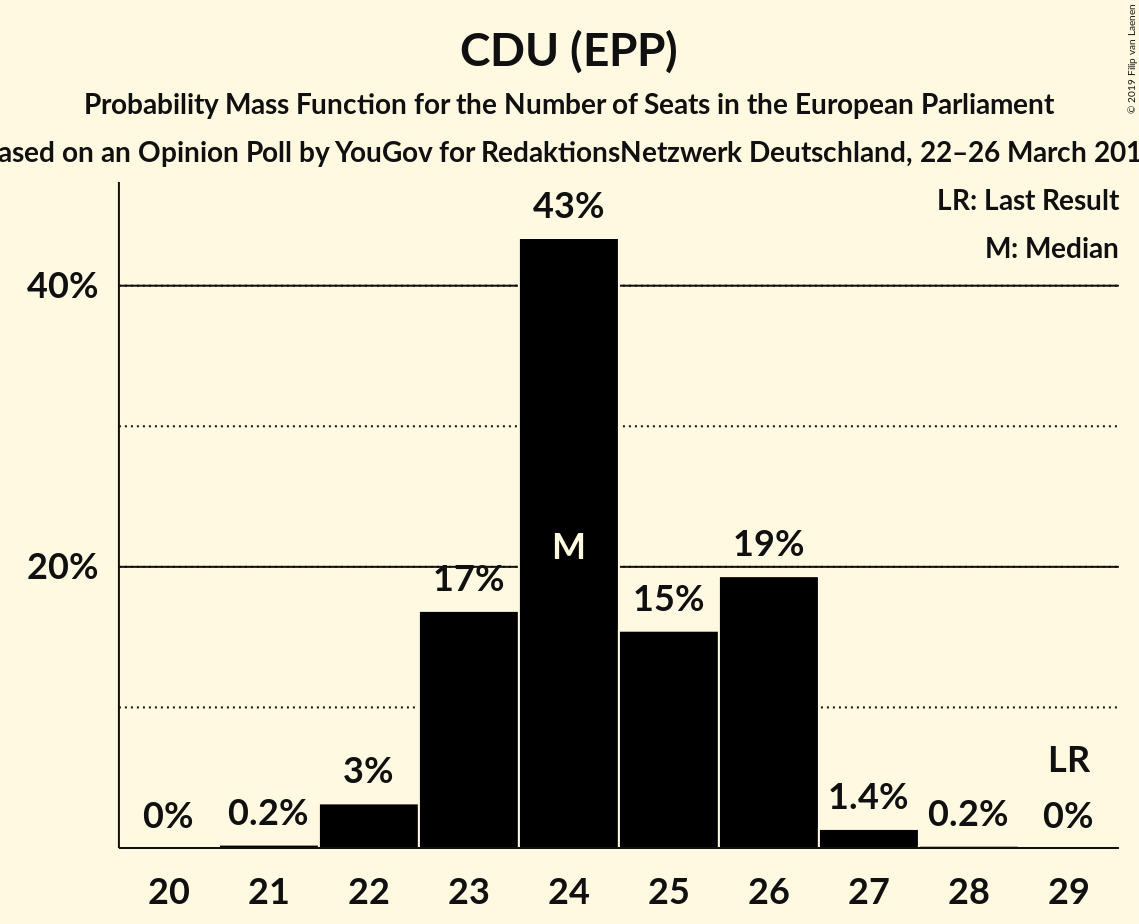 CDU (EPP)
Probability Mass Function for the Number of Seats in the European Parliament
ased on an Opinion Poll by YouGov for RedaktionsNetzwerk Deutschland, 22–26 March 201
© 2019 Filip van Laenen
LR: Last Result
M: Median
43%
40%
M
19%
20%
17%
15%
LR
3%
1.4%
0%
0.2%
0.2%
0%
20 21 22 23 24 25 26 27 28 29